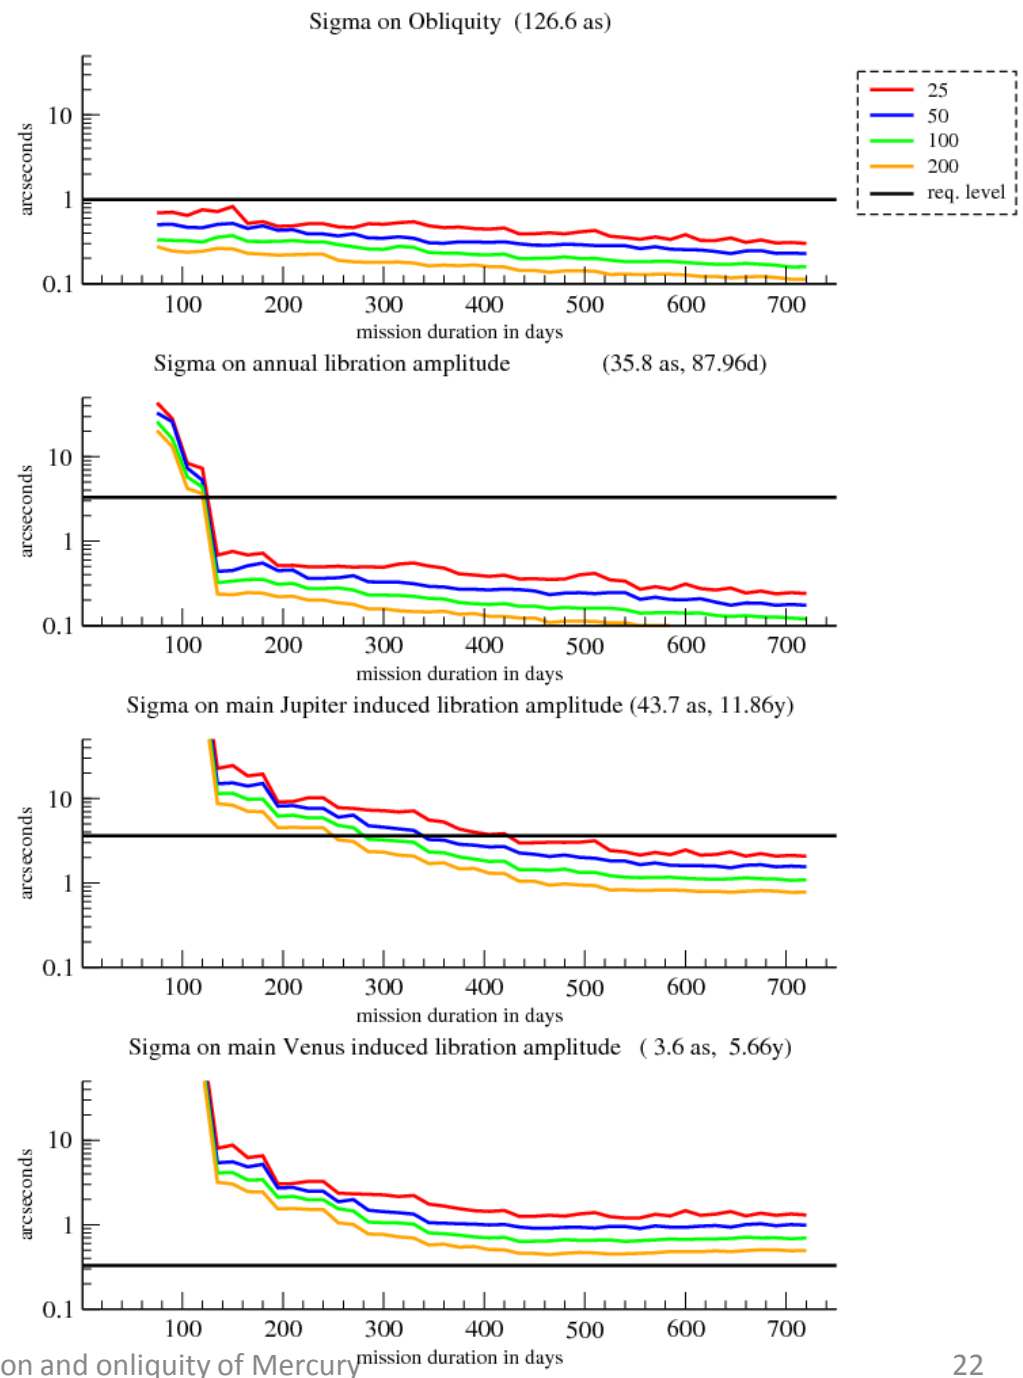 Sigma on Obliquity (126.6 as)
25
50
100
200
req. level
arcseconds
10
1
0.1
100 200 300 400 500 600 700
mission duration in days
Sigma on annual libration amplitude (35.8 as, 87.96d)
arcseconds
10
1
0.1
100 200 300 400 500 600 700
mission duration in days
Sigma on main Jupiter induced libration amplitude (43.7 as, 11.86y)
arcseconds
10
1
0.1
100 200 300 400 500 600 700
mission duration in days
Sigma on main Venus induced libration amplitude ( 3.6 as, 5.66y)
arcseconds
10
1
0.1
100 200 300 400 500 600 700
mission duration in days
on and onliquity of Mercury
22